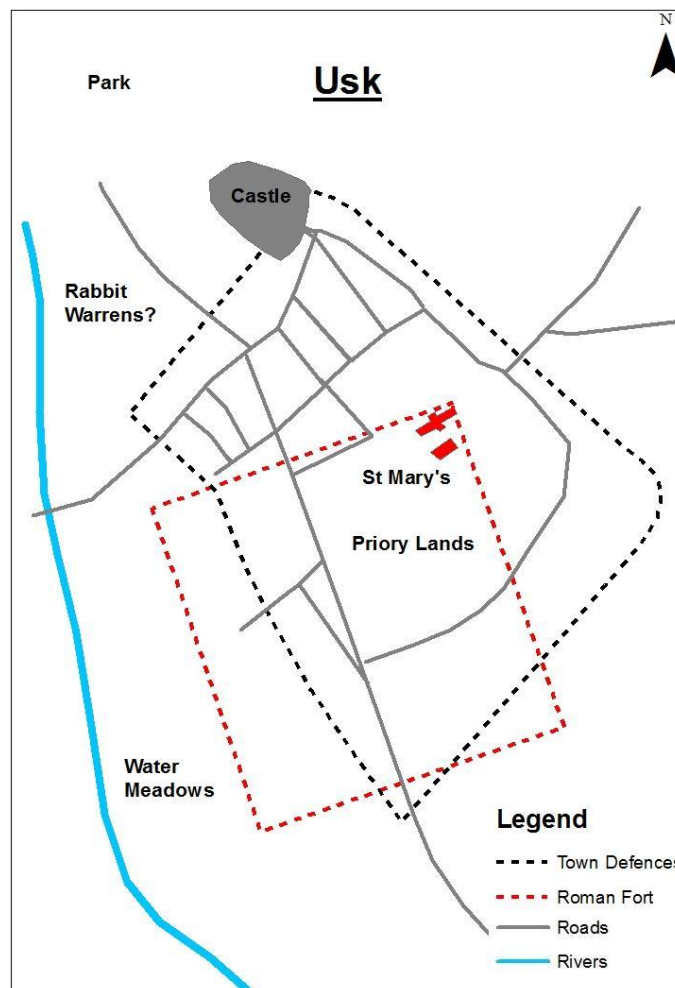 N
Usk
Park
Castle
Rabbit
Warrens?
St Mary's
Priory Lands
Water
Meadows
Legend
Town Defences
Roman Fort
Roads
Rivers